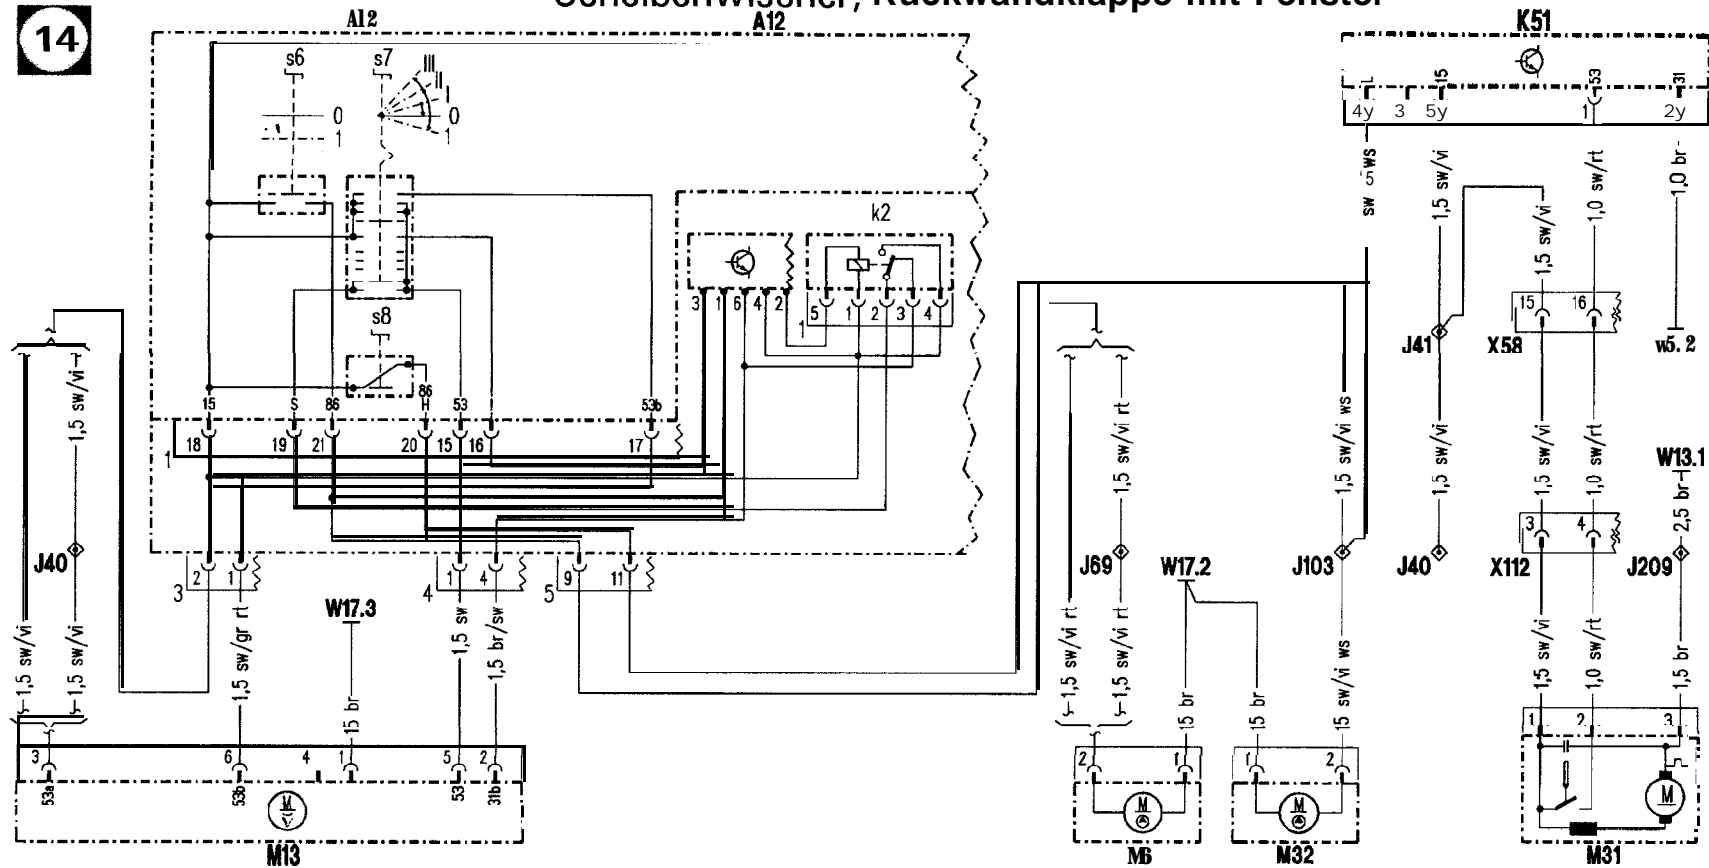 14
Rückwandklappe mit Fenster
A12
A12
K51
s6
s7
III
II
I
0
0
1
1
L
15
53
31
4y
3
5y
1
2y
k2
sw '5 ws
1,5 sw/vi
1,5 sw/vi
1,0 sw/rt
1,0 br
3
1
6
4
2
1
5
1
2
3
4
15
16
J41
X58
w5.2
s8
1,5 sw/vi
15
S
86
86
H
53
53b
18
19
21
20
15
16
17
1
1,5 sw/vi rt
1,5 sw/vi ws
1,5 sw/vi
1,5 sw/vi
1,0 sw/rt
W13.1
2,5 br
3
4
J40
J69
W17.2
J103
J40
X112
J209
3
2
1
4
1
4
5
9
11
W17.3
1,5 sw/vi
1,5 sw/vi
1,5 sw/gr rt
15 br
1,5 sw
1,5 br/sw
1,5 sw/vi rt
1,5 sw/vi rt
15 br
15 br
15 sw/vi ws
1,5 sw/vi
1,0 sw/rt
1,5 br
3
6
4
1
5
2
2
1
1
2
1
2
3
53a
53b
53
31b
M
M
M
M
M13
M6
M32
M31